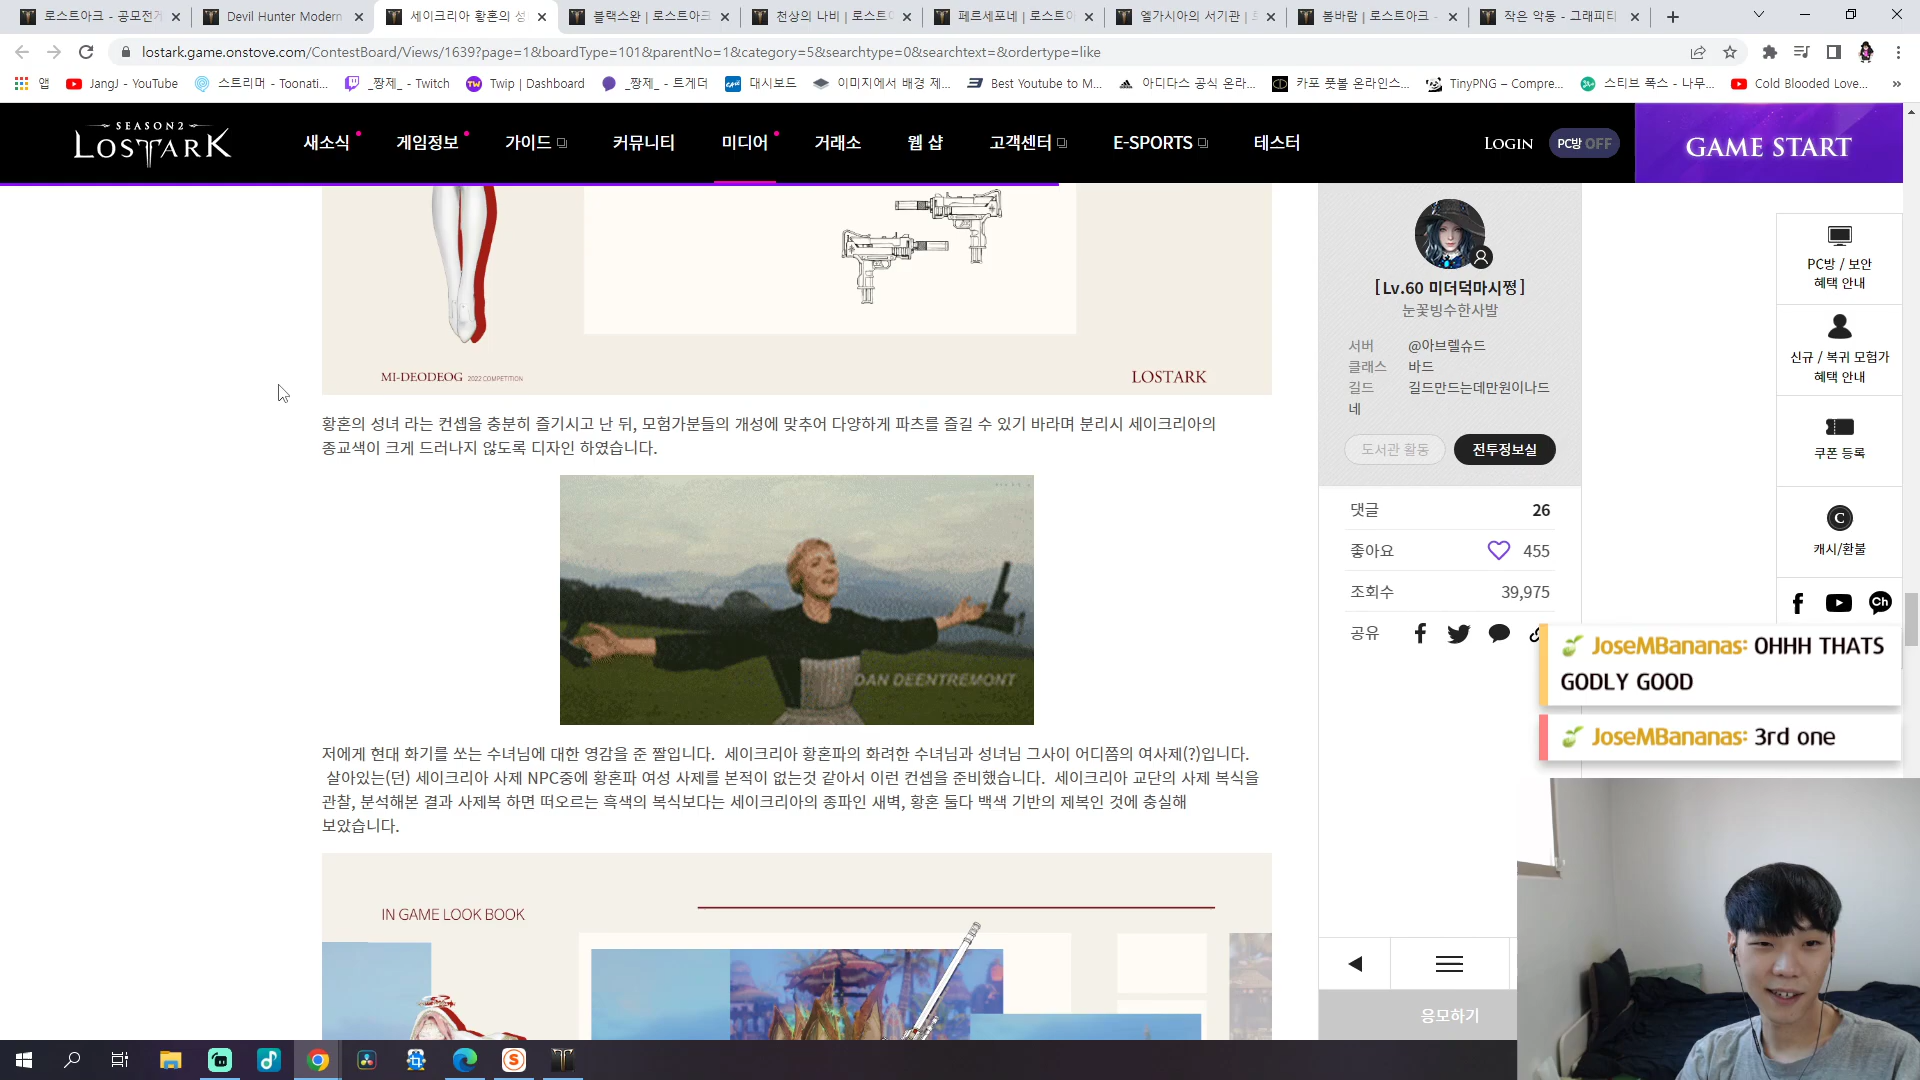 로스트아크 - 공모전거
Devil Hunter Modern
세이크리아 황혼의 성
블랙스완 | 로스트아크
천상의 나비 | 로스트아
페르세포네 | 로스트아
엘가시아의 서기관 |
봄바람 | 로스트아크 -
작은 악동 - 그래피티
lostark.game.onstove.com/ContestBoard/Views/1639?page=1&boardType=101&parentNo=1&category=5&searchtype=0&searchtext=&ordertype=like
앱
JangJ - YouTube
스트리머 - Toonati...
_짱제_ - Twitch
Twip | Dashboard
_짱제_ - 트게더
대시보드
이미지에서 배경 제...
Best Youtube to M...
아디다스 공식 온라...
카포 풋볼 온라인스...
TinyPNG – Compre...
스티브 폭스 - 나무...
Cold Blooded Love...
SEASON2
LOSTARK
새소식
게임정보
가이드
커뮤니티
미디어
거래소
웹 샵
고객센터
E-SPORTS
테스터
LOGIN
PC방 OFF
GAME START
MI-DEODEOG 2022 COMPETITION
LOSTARK
황혼의 성녀 라는 컨셉을 충분히 즐기시고 난 뒤, 모험가분들의 개성에 맞추어 다양하게 파츠를 즐길 수 있기 바라며 분리시 세이크리아의
종교색이 크게 드러나지 않도록 디자인 하였습니다.
DAN DEENTREMONT
저에게 현대 화기를 쏘는 수녀님에 대한 영감을 준 짤입니다.  세이크리아 황혼파의 화려한 수녀님과 성녀님 그사이 어디쯤의 여사제(?)입니다.
살아있는(던) 세이크리아 사제 NPC중에 황혼파 여성 사제를 본적이 없는것 같아서 이런 컨셉을 준비했습니다.  세이크리아 교단의 사제 복식을
관찰, 분석해본 결과 사제복 하면 떠오르는 흑색의 복식보다는 세이크리아의 종파인 새벽, 황혼 둘다 백색 기반의 제복인 것에 충실해
보았습니다.
IN GAME LOOK BOOK
[Lv.60 미더덕마시쩡]
눈꽃빙수한사발
서버 @아브렐슈드
클래스 바드
길드 길드만드는데만원이나드
네
도서관 활동
전투정보실
댓글 26
좋아요 455
조회수 39,975
공유
응모하기
PC방 / 보안
혜택 안내
신규 / 복귀 모험가
혜택 안내
쿠폰 등록
C
캐시/환불
Ch
JoseMBananas: OHHH THATS
GODLY GOOD
JoseMBananas: 3rd one